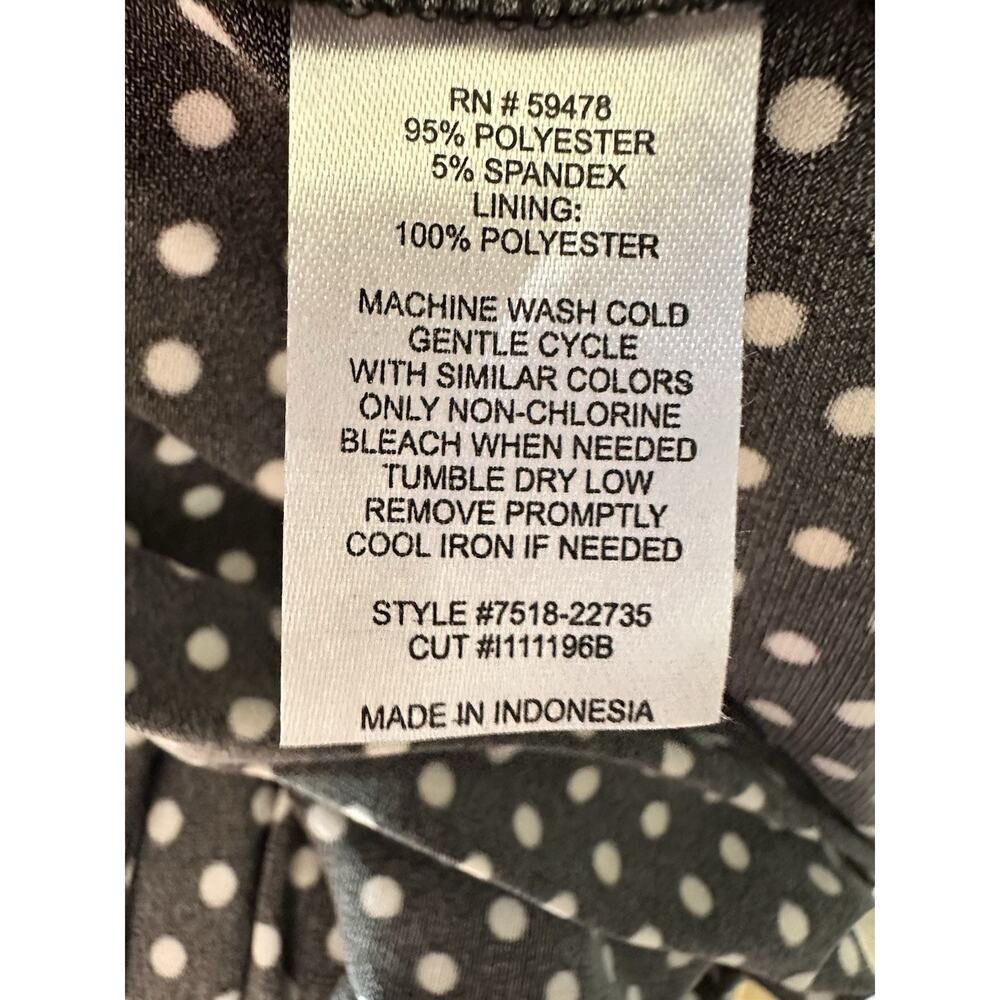 RN # 59478
95% POLYESTER
5% SPANDEX
LINING:
100% POLYESTER
MACHINE WASH COLD
GENTLE CYCLE
WITH SIMILAR COLORS
ONLY NON-CHLORINE
BLEACH WHEN NEEDED
TUMBLE DRY LOW
REMOVE PROMPTLY
COOL IRON IF NEEDED
STYLE #7518-22735
CUT #I111196B
MADE IN INDONESIA